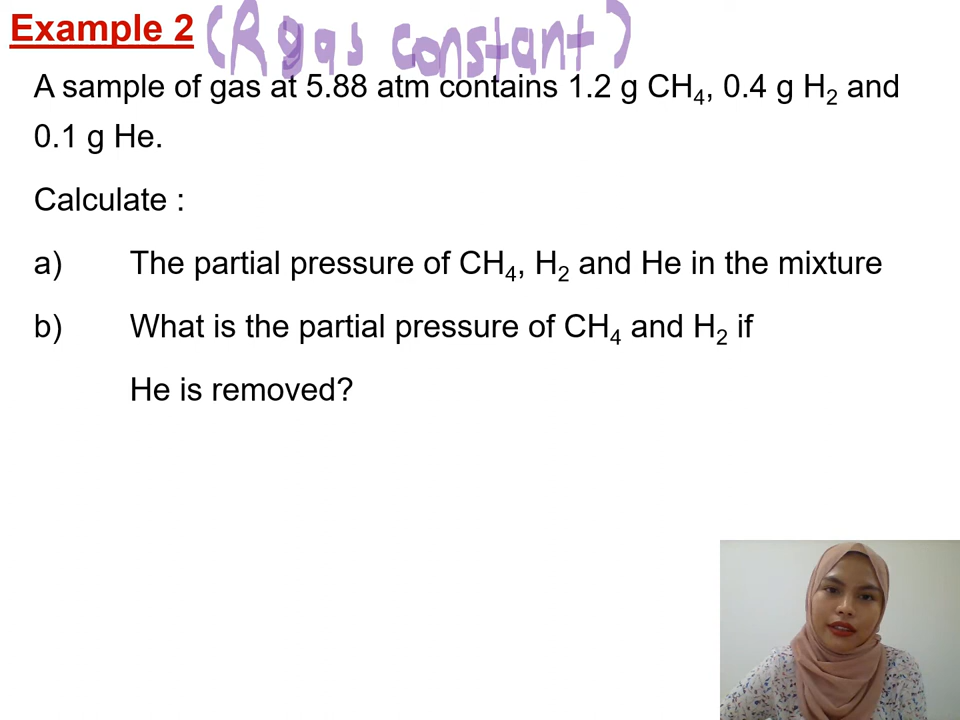 Example 2 (R gas constant)
A sample of gas at 5.88 atm contains 1.2 g CH₄, 0.4 g H₂ and
0.1 g He.
Calculate :
a) The partial pressure of CH₄, H₂ and He in the mixture
b) What is the partial pressure of CH₄ and H₂ if
He is removed?